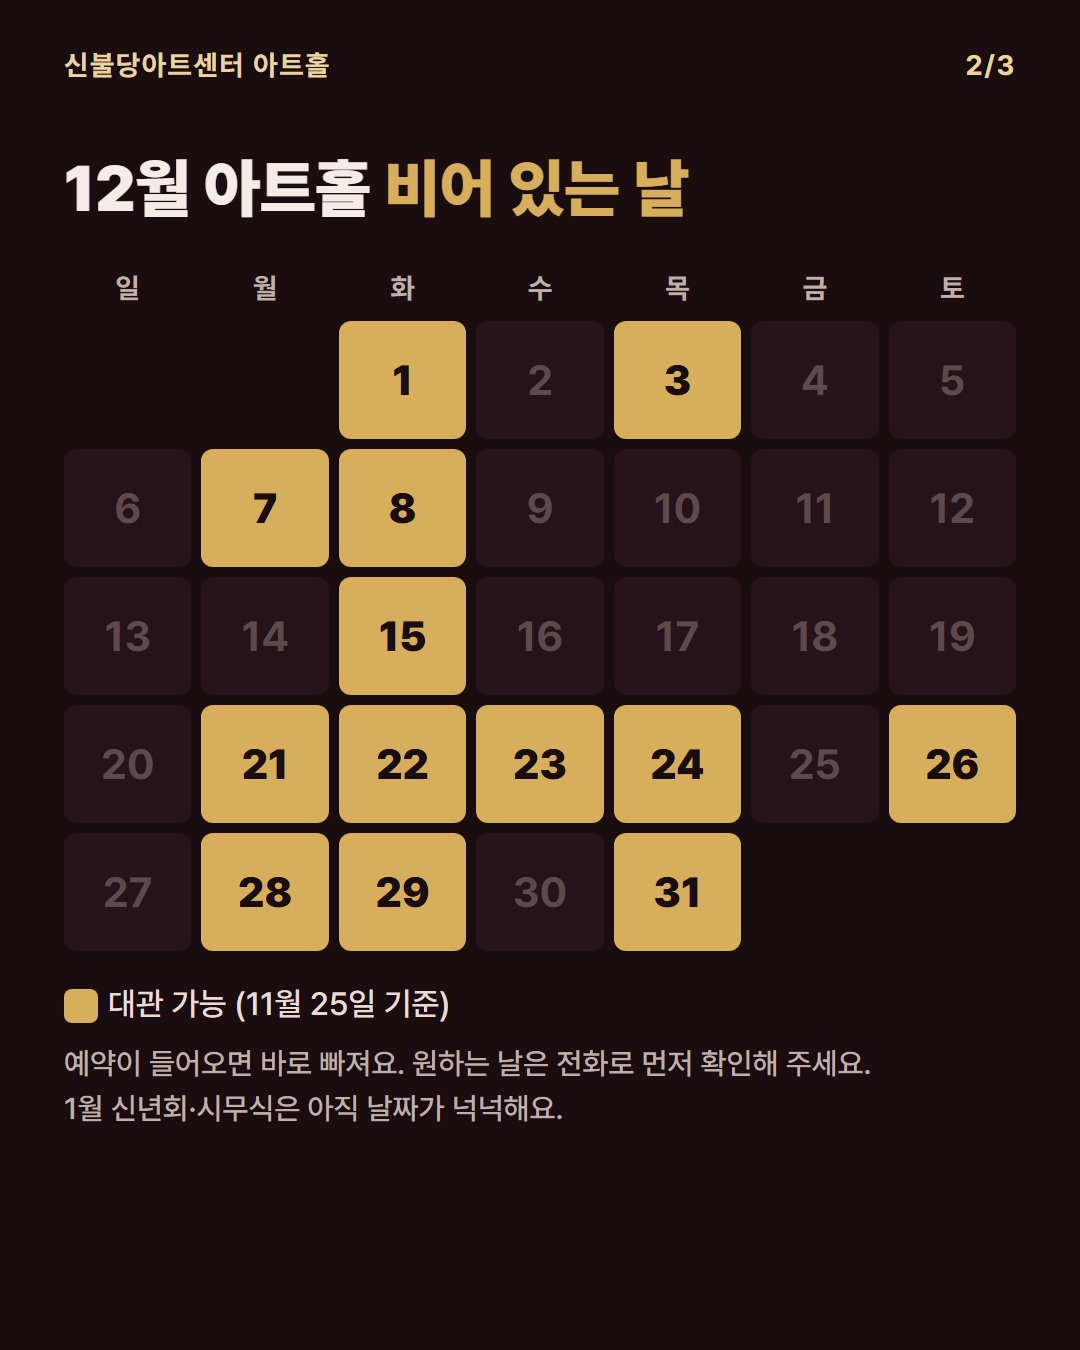 신불당아트센터 아트홀 2/3
12월 아트홀 비어 있는 날
일 월 화 수 목 금 토
1 2 3 4 5
6 7 8 9 10 11 12
13 14 15 16 17 18 19
20 21 22 23 24 25 26
27 28 29 30 31
대관 가능 (11월 25일 기준)
예약이 들어오면 바로 빠져요. 원하는 날은 전화로 먼저 확인해 주세요.
1월 신년회·시무식은 아직 날짜가 넉넉해요.